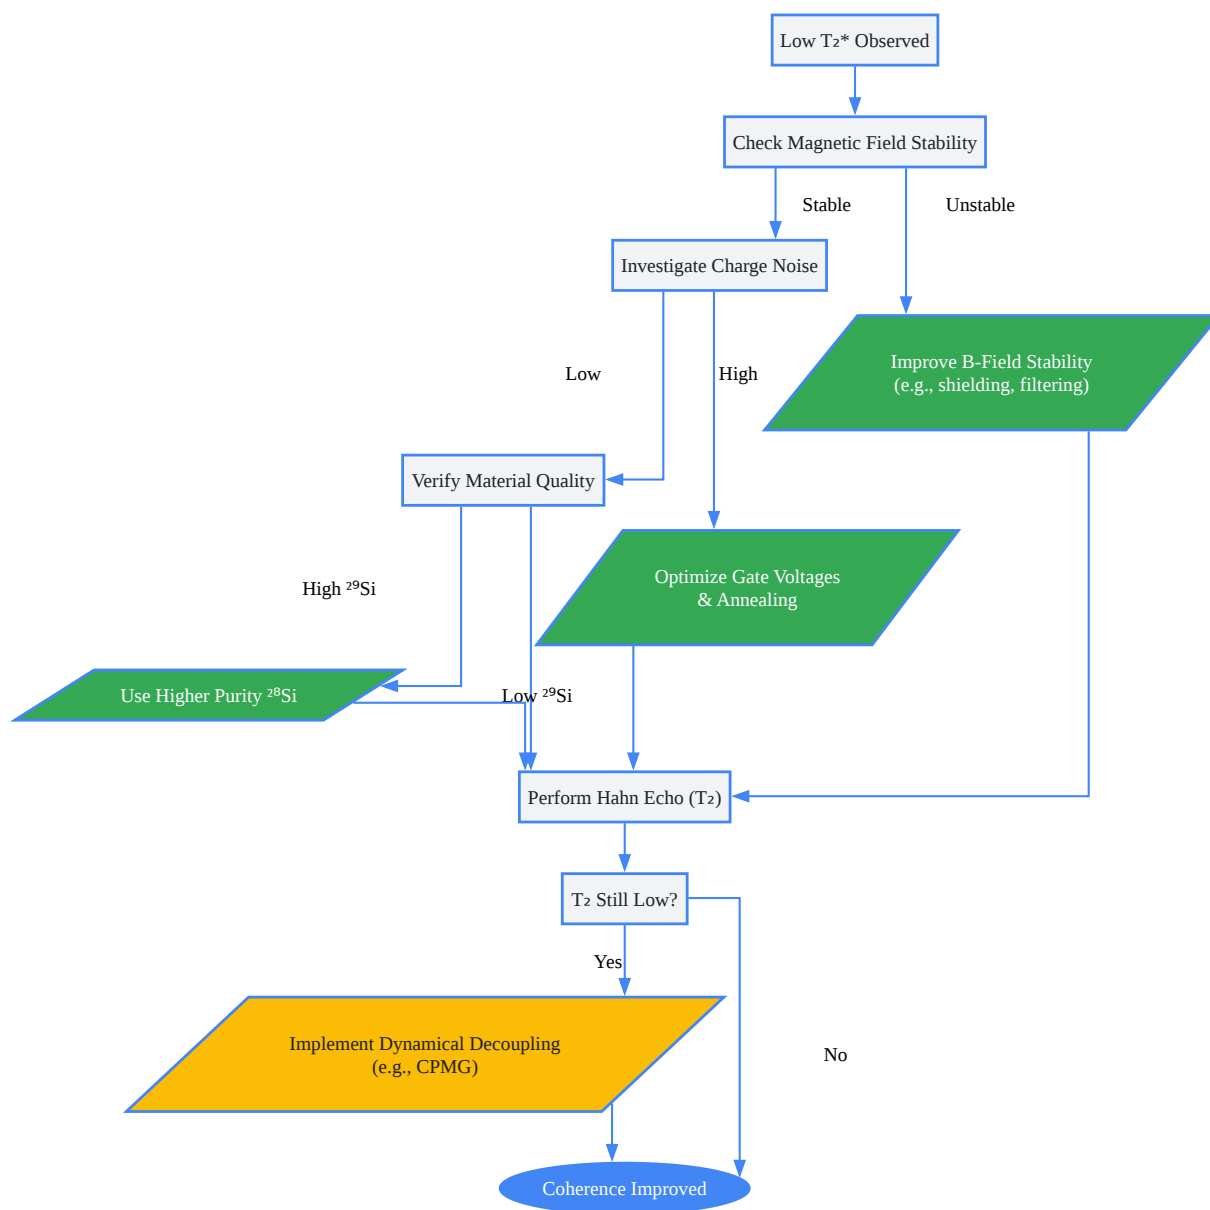 Low T₂* Observed
Check Magnetic Field Stability
Stable
Unstable
Investigate Charge Noise
Improve B-Field Stability
(e.g., shielding, filtering)
Low
High
Verify Material Quality
Optimize Gate Voltages
& Annealing
High ²⁹Si
Use Higher Purity ²⁸Si
Low ²⁹Si
Perform Hahn Echo (T₂)
T₂ Still Low?
Yes
Implement Dynamical Decoupling
(e.g., CPMG)
No
Coherence Improved